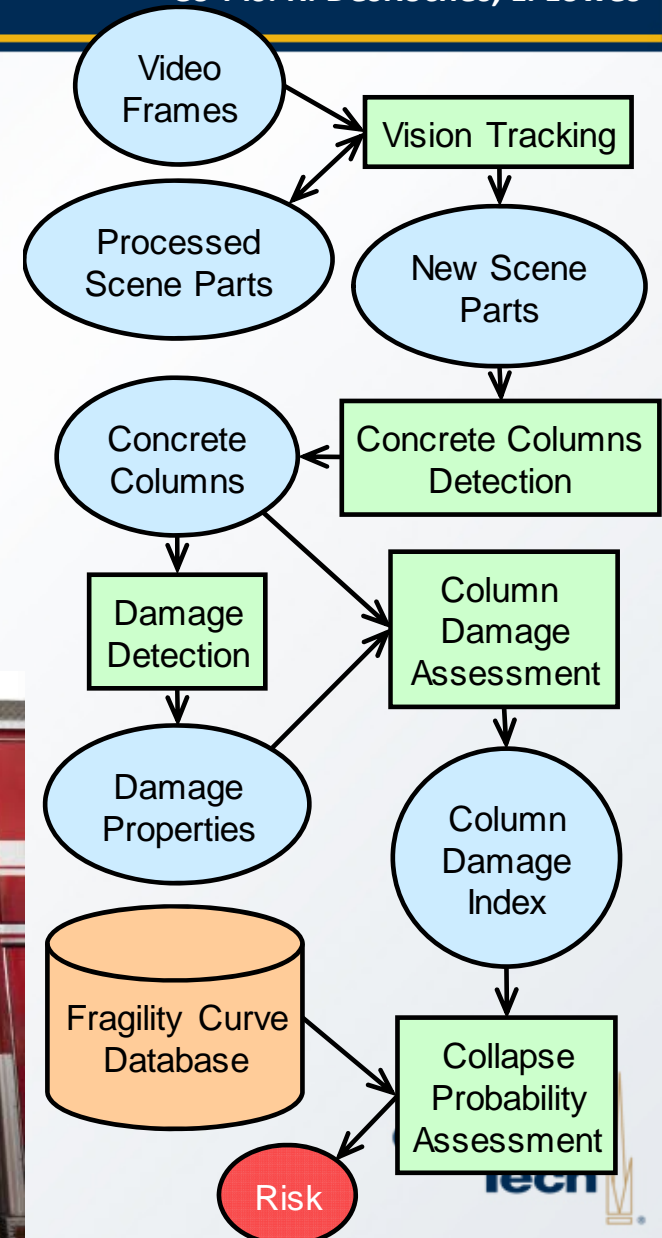 Video
Frames
Vision Tracking
Processed
Scene Parts
New Scene
Parts
Concrete
Columns
Concrete Columns
Detection
Damage
Detection
Column
Damage
Assessment
Damage
Properties
Column
Damage
Index
Fragility Curve
Database
Collapse
Probability
Assessment
Tech
Risk